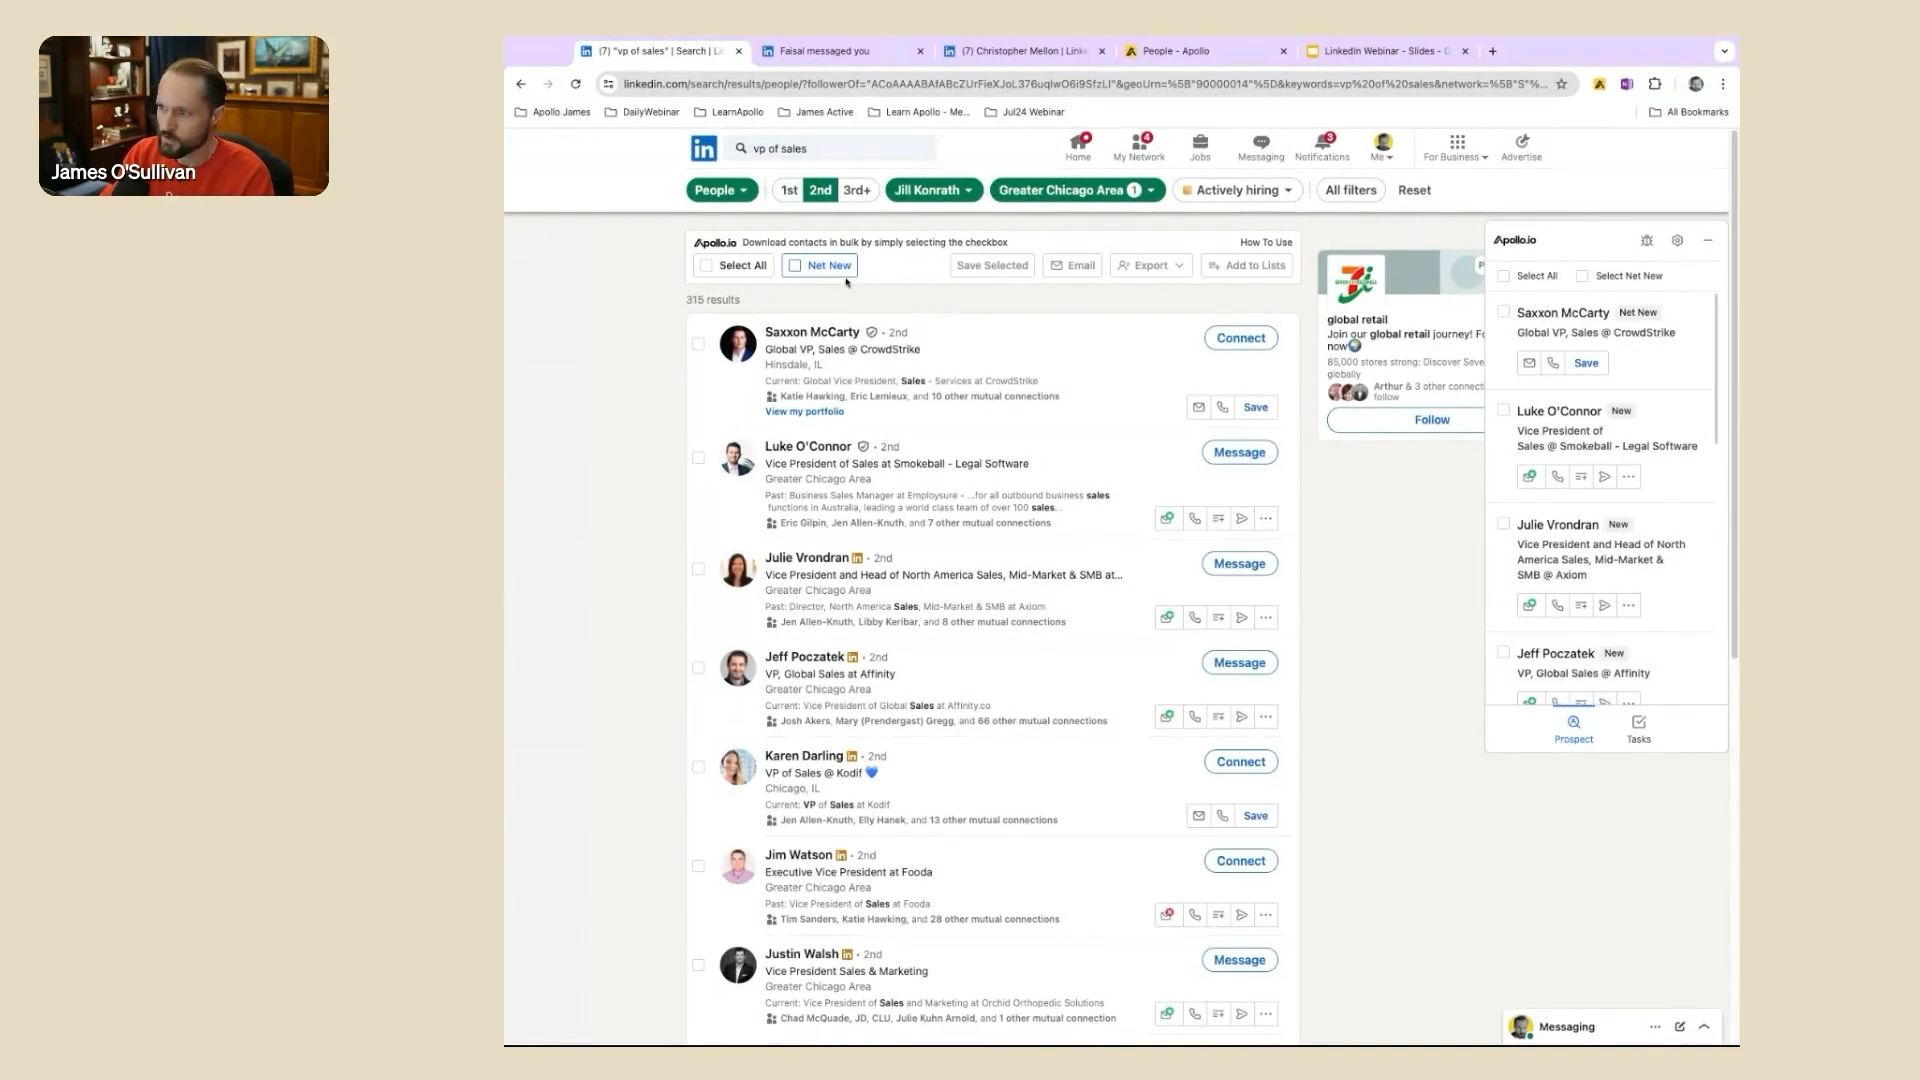 James O'Sullivan
(7) "vp of sales" | Search | Li
Faisal messaged you
(7) Christopher Mellon | Linke
People - Apollo
LinkedIn Webinar - Slides - G
linkedin.com/search/results/people/?followerOf="ACoAAAABAfABcZUrFieXJoL376uqlwO6i9SfzLI"&geoUrn=%5B"90000014"%5D&keywords=vp%20of%20sales&network=%5B"S"%...
Apollo James
DailyWebinar
LearnApollo
James Active
Learn Apollo - Me...
Jul24 Webinar
All Bookmarks
in
vp of sales
Home
4
My Network
Jobs
Messaging
3
Notifications
Me
For Business
Advertise
People
1st
2nd
3rd+
Jill Konrath
Greater Chicago Area 1
Actively hiring
All filters
Reset
Apollo.io Download contacts in bulk by simply selecting the checkbox
How To Use
Select All
Net New
Save Selected
Email
Export
Add to Lists
315 results
Saxxon McCarty • 2nd
Connect
Global VP, Sales @ CrowdStrike
Hinsdale, IL
Current: Global Vice President, Sales - Services at CrowdStrike
Katie Hawking, Eric Lemieux, and 10 other mutual connections
View my portfolio
Save
Luke O'Connor • 2nd
Message
Vice President of Sales at Smokeball - Legal Software
Greater Chicago Area
Past: Business Sales Manager at Employsure - ...for all outbound business sales
functions in Australia, leading a world class team of over 100 sales...
Eric Gilpin, Jen Allen-Knuth, and 7 other mutual connections
Julie Vrondran in • 2nd
Message
Vice President and Head of North America Sales, Mid-Market & SMB at...
Greater Chicago Area
Past: Director, North America Sales, Mid-Market & SMB at Axiom
Jen Allen-Knuth, Libby Keribar, and 8 other mutual connections
Jeff Poczatek in • 2nd
Message
VP, Global Sales at Affinity
Greater Chicago Area
Current: Vice President of Global Sales at Affinity.co
Josh Akers, Mary (Prendergast) Gregg, and 66 other mutual connections
Karen Darling in • 2nd
Connect
VP of Sales @ Kodif 💙
Chicago, IL
Current: VP of Sales at Kodif
Jen Allen-Knuth, Elly Hanek, and 13 other mutual connections
Save
Jim Watson in • 2nd
Connect
Executive Vice President at Fooda
Greater Chicago Area
Past: Vice President of Sales at Fooda
Tim Sanders, Katie Hawking, and 28 other mutual connections
Justin Walsh in • 2nd
Message
Vice President Sales & Marketing
Greater Chicago Area
Current: Vice President of Sales and Marketing at Orchid Orthopedic Solutions
Chad McQuade, JD, CLU, Julie Kuhn Arnold, and 1 other mutual connection
P
SEVEN & i HOLDINGS
global retail
Join our global retail journey!
now
85,000 stores strong: Discover Seve
globally
Arthur & 3 other connect
follow
Follow
Apollo.io
Select All
Select Net New
Saxxon McCarty Net New
Global VP, Sales @ CrowdStrike
Save
Luke O'Connor New
Vice President of
Sales @ Smokeball - Legal Software
Julie Vrondran New
Vice President and Head of North
America Sales, Mid-Market &
SMB @ Axiom
Jeff Poczatek New
VP, Global Sales @ Affinity
Prospect
Tasks
Messaging